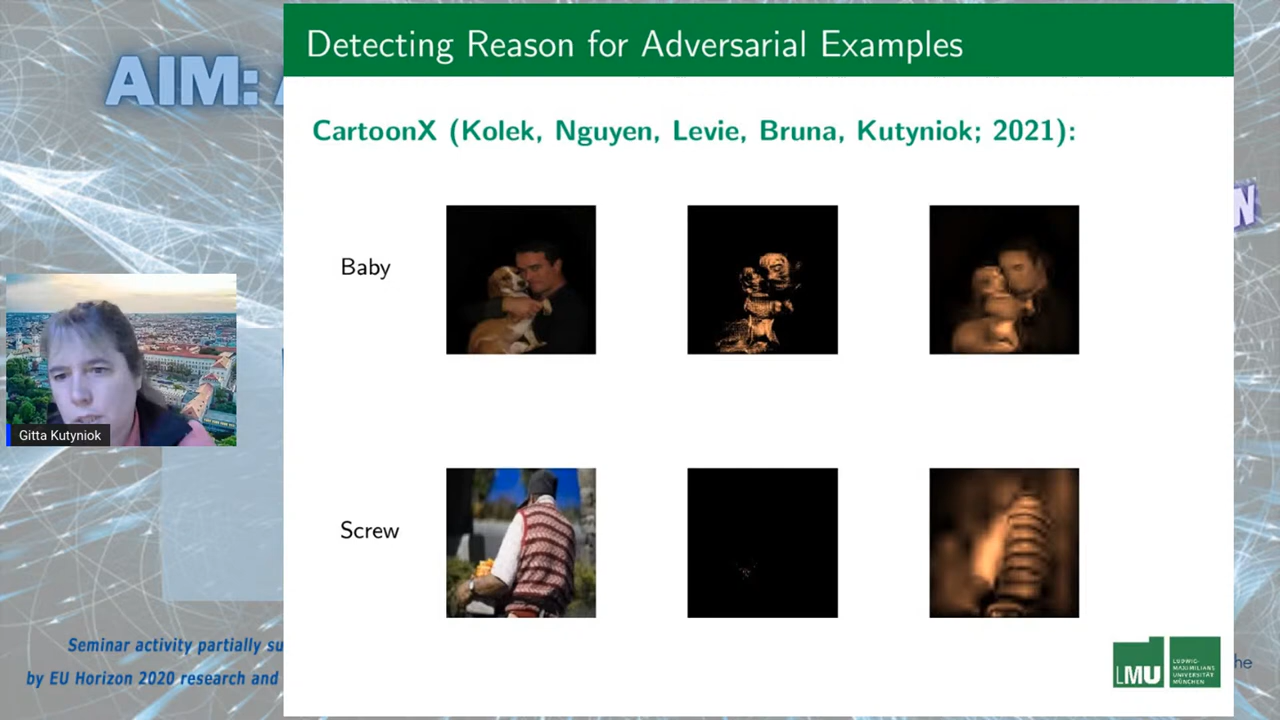 Detecting Reason for Adversarial Examples
AIM: A
CartoonX (Kolek, Nguyen, Levie, Bruna, Kutyniok; 2021):
N
Baby
Gitta Kutyniok
Screw
Seminar activity partially su
by EU Horizon 2020 research and
LMU
LUDWIG-
MAXIMILIANS
UNIVERSITÄT
MÜNCHEN
he